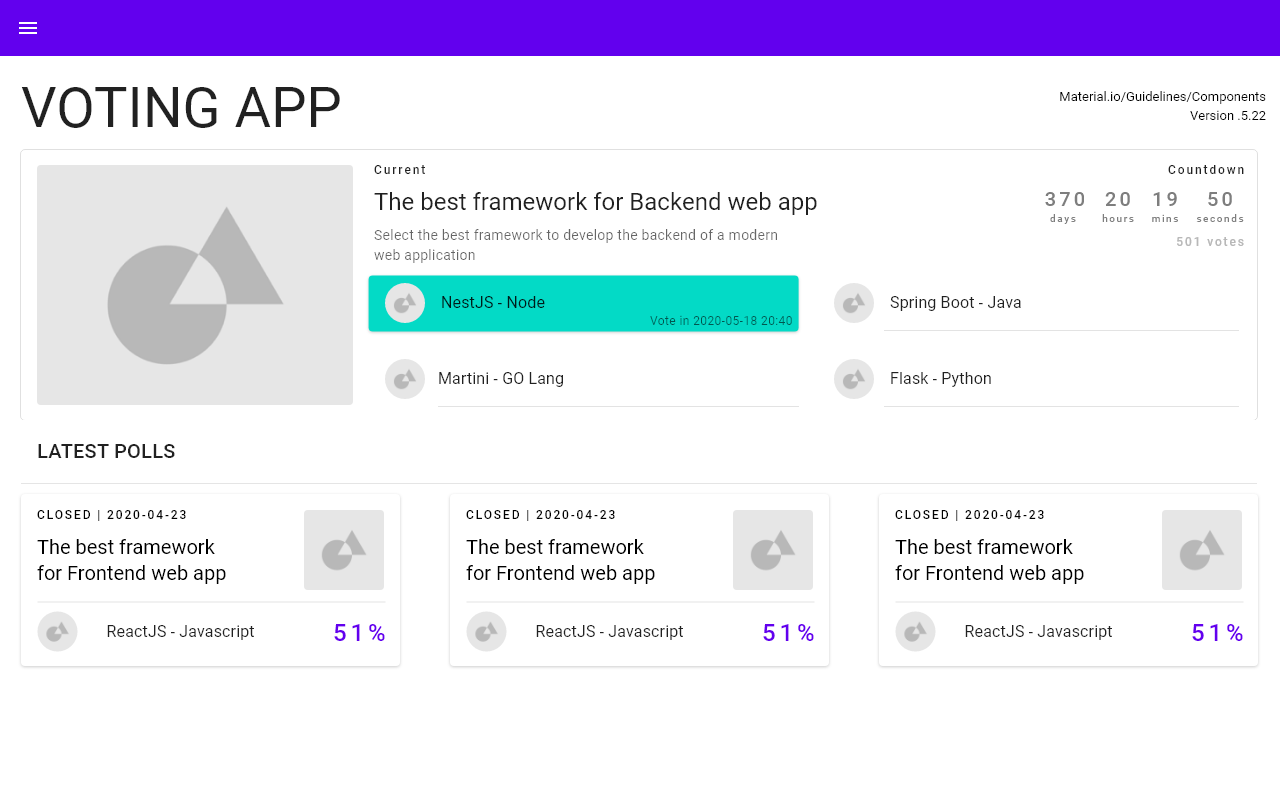 VOTING APP
Material.io/Guidelines/Components
Version .5.22
Current
Countdown
The best framework for Backend web app
370 20 19 50
days hours mins seconds
Select the best framework to develop the backend of a modern
web application
501 votes
NestJS - Node
Vote in 2020-05-18 20:40
Spring Boot - Java
Martini - GO Lang
Flask - Python
LATEST POLLS
CLOSED | 2020-04-23
The best framework
for Frontend web app
ReactJS - Javascript
51%
CLOSED | 2020-04-23
The best framework
for Frontend web app
ReactJS - Javascript
51%
CLOSED | 2020-04-23
The best framework
for Frontend web app
ReactJS - Javascript
51%